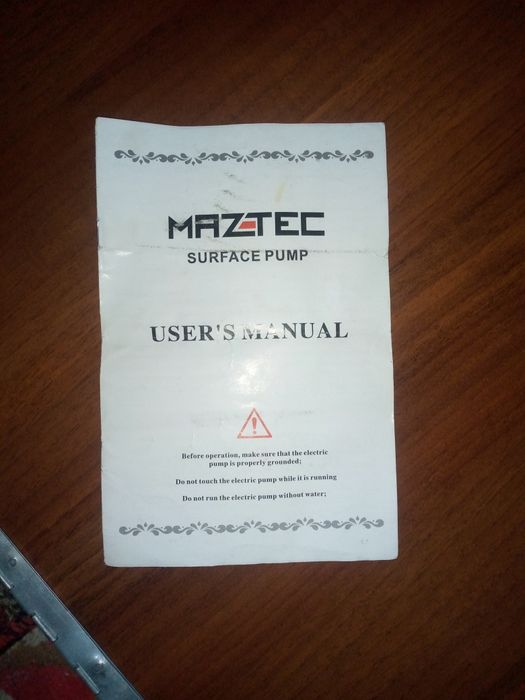 MAZTEC
SURFACE PUMP
USER'S MANUAL
Before operation, make sure that the electric
pump is properly grounded;
Do not touch the electric pump while it is running
Do not run the electric pump without water;